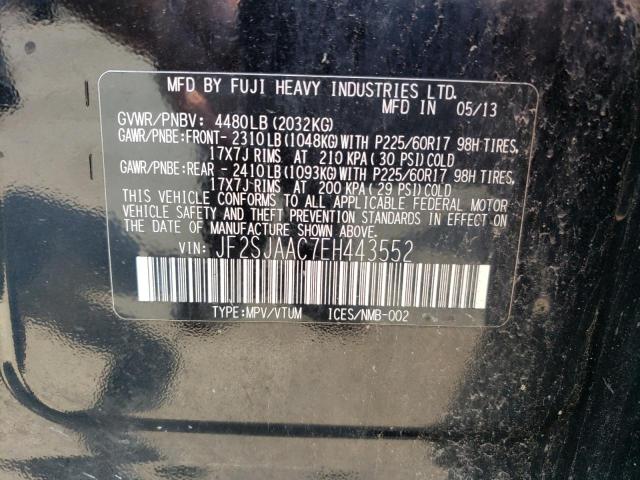 MFD BY FUJI HEAVY INDUSTRIES LTD.
MFD IN 05/13
GVWR/PNBV: 4480LB(2032KG)
GAWR/PNBE:FRONT- 2310LB(1048KG)WITH P225/60R17 98H TIRES,
17X7J RIMS AT 210 KPA(30 PSI)COLD
GAWR/PNBE:REAR - 2410LB(1093KG)WITH P225/60R17 98H TIRES,
17X7J RIMS AT 200 KPA(29 PSI)COLD
THIS VEHICLE CONFORMS TO ALL APPLICABLE FEDERAL MOTOR
VEHICLE SAFETY AND THEFT PREVENTION STANDARDS IN EFFECT ON
THE DATE OF MANUFACTURE SHOWN ABOVE.
VIN: JF2SJAAC7EH443552
TYPE:MPV/VTUM ICES/NMB-002